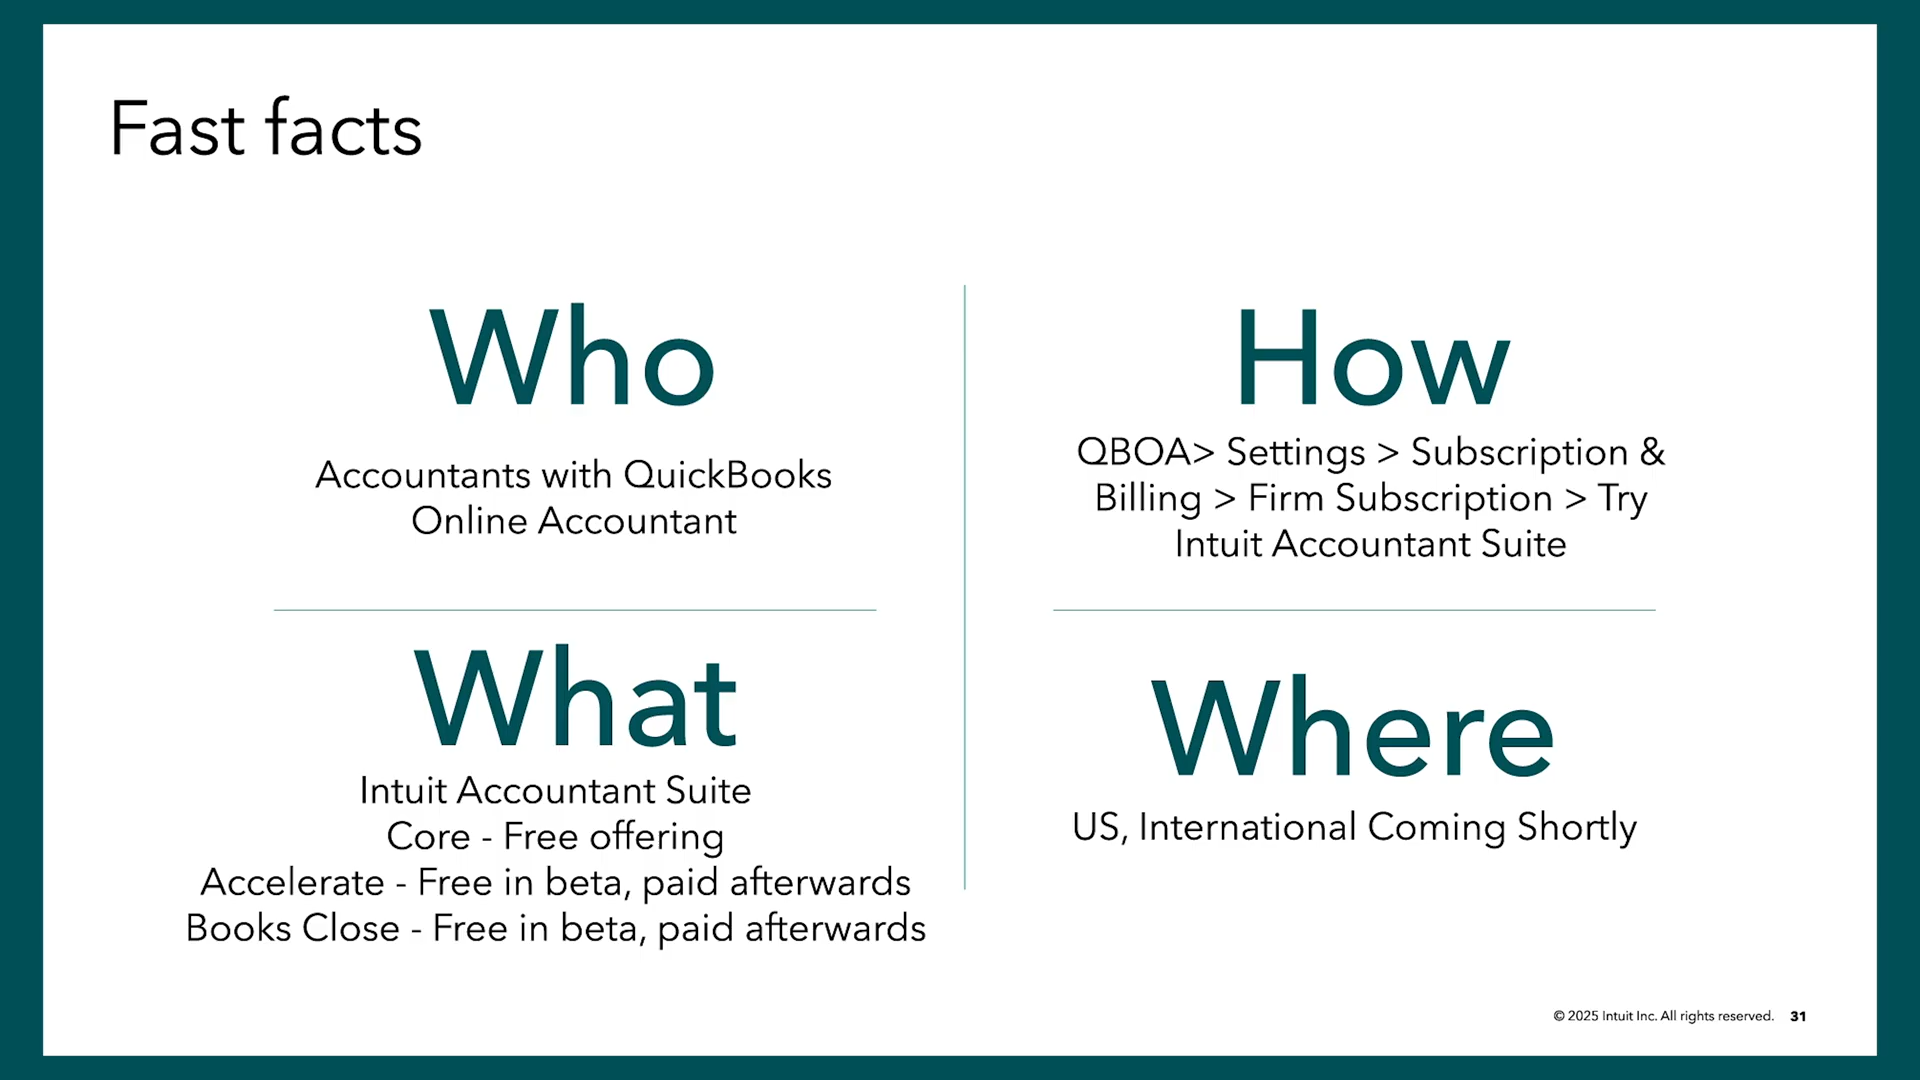 Fast facts
Who
Accountants with QuickBooks
Online Accountant
How
QBOA> Settings > Subscription &
Billing > Firm Subscription > Try
Intuit Accountant Suite
What
Intuit Accountant Suite
Core - Free offering
Accelerate - Free in beta, paid afterwards
Books Close - Free in beta, paid afterwards
Where
US, International Coming Shortly
© 2025 Intuit Inc. All rights reserved. 31